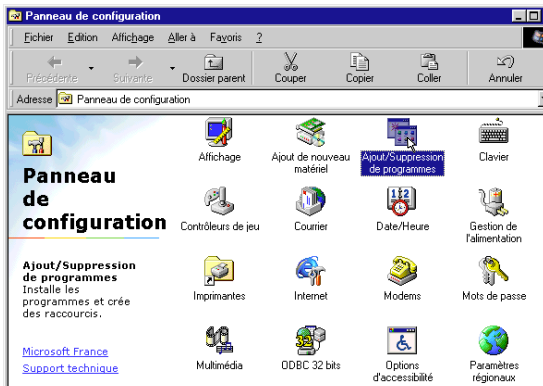 Panneau de configuration
Fichier Edition Affichage Aller à Favoris ?
Précédente Suivante Dossier parent Couper Copier Coller Annuler
Adresse Panneau de configuration
Panneau
de
configuration
Ajout/Suppression
de programmes
Installe les
programmes et crée
des raccourcis.
Microsoft France
Support technique
Affichage
Ajout de nouveau
matériel
Ajout/Suppression
de programmes
Clavier
Contrôleurs de jeu
Courrier
Date/Heure
Gestion de
l'alimentation
Imprimantes
Internet
Modems
Mots de passe
Multimédia
ODBC 32 bits
Options
d'accessibilité
Paramètres
régionaux